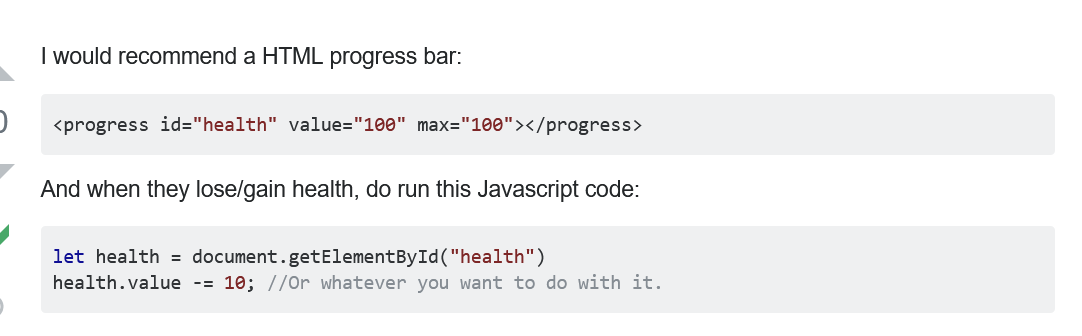 I would recommend a HTML progress bar:
<progress id="health" value="100" max="100"></progress>
And when they lose/gain health, do run this Javascript code:
let health = document.getElementById("health")
health.value -= 10; //Or whatever you want to do with it.